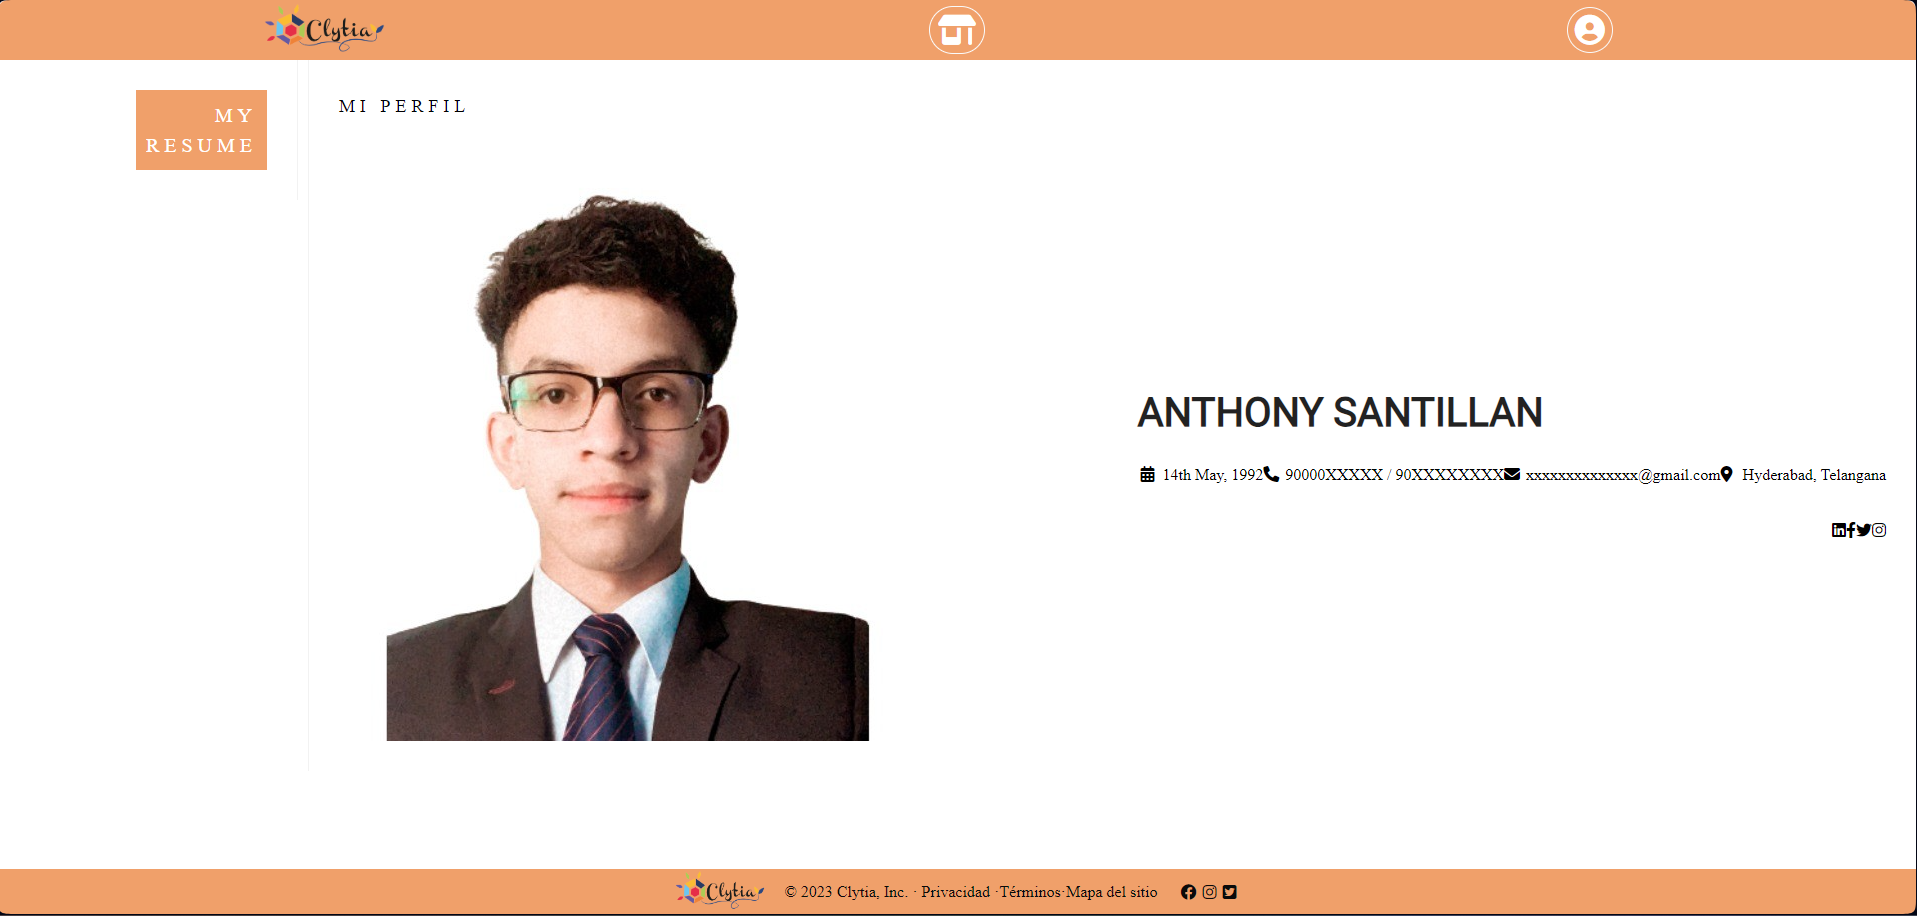 Clytia
MY
RESUME
MI PERFIL
ANTHONY SANTILLAN
14th May, 1992 90000XXXXX / 90XXXXXXXX xxxxxxxxxxxxxx@gmail.com Hyderabad, Telangana
Clytia © 2023 Clytia, Inc. · Privacidad ·Términos·Mapa del sitio